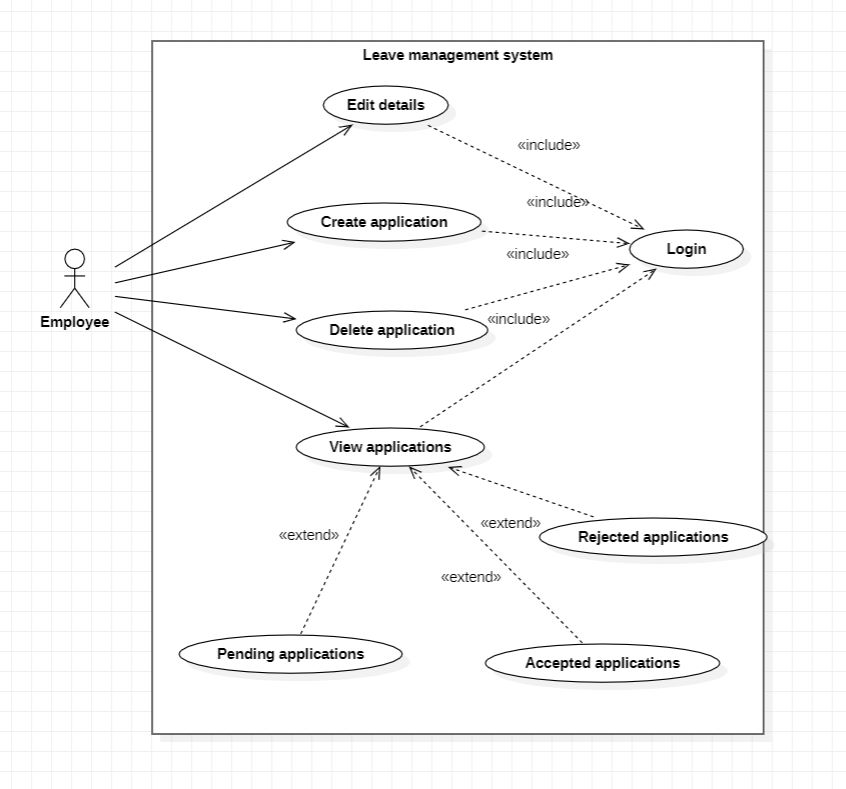 Leave management system
Edit details
«include»
«include»
Create application
Login
«include»
Employee
Delete application
«include»
View applications
«extend»
«extend»
Rejected applications
«extend»
Pending applications
Accepted applications